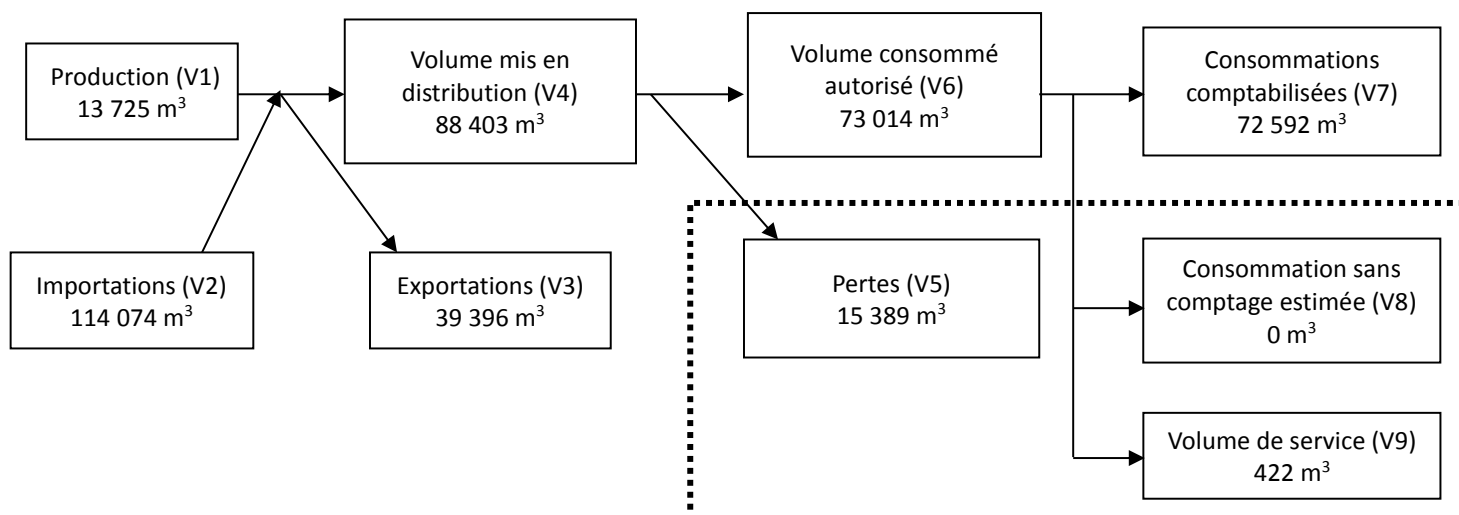 Production (V1)
13 725 m³
Volume mis en
distribution (V4)
88 403 m³
Volume consommé
autorisé (V6)
73 014 m³
Consommations
comptabilisées (V7)
72 592 m³
Importations (V2)
114 074 m³
Exportations (V3)
39 396 m³
Pertes (V5)
15 389 m³
Consommation sans
comptage estimée (V8)
0 m³
Volume de service (V9)
422 m³